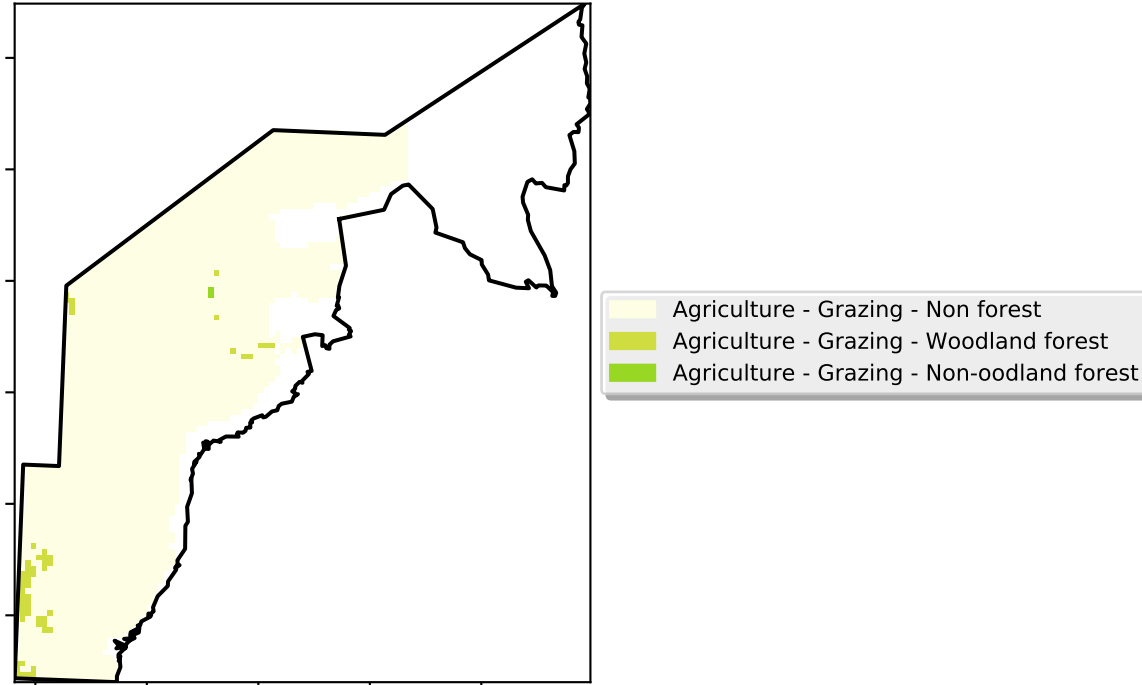 Agriculture - Grazing - Non forest
Agriculture - Grazing - Woodland forest
Agriculture - Grazing - Non-oodland forest